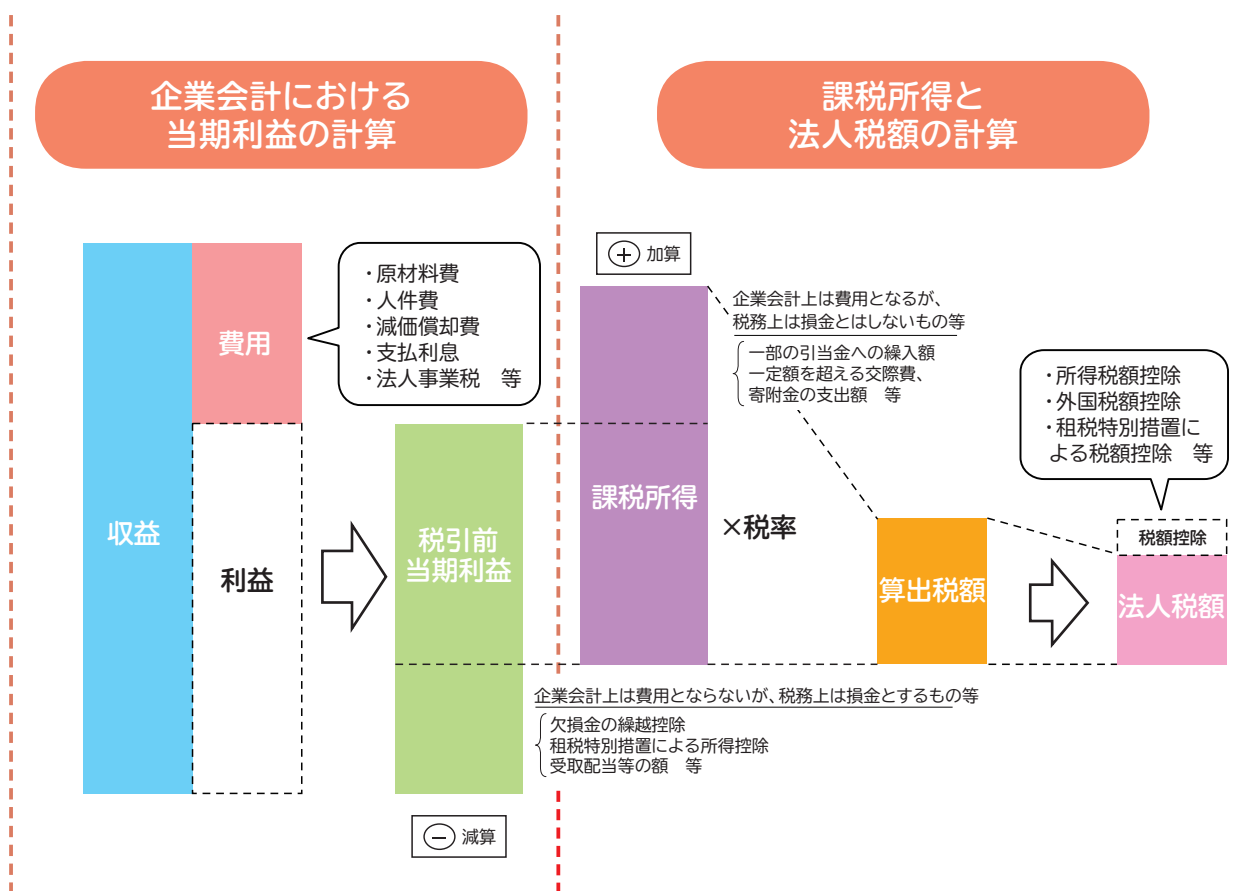 企業会計における
当期利益の計算
収益
費用
・原材料費
・人件費
・減価償却費
・支払利息
・法人事業税　等
利益
税引前
当期利益
－ 減算
課税所得と
法人税額の計算
＋ 加算
企業会計上は費用となるが、
税務上は損金とはしないもの等
一部の引当金への繰入額
一定額を超える交際費、
寄附金の支出額　等
課税所得
×税率
算出税額
・所得税額控除
・外国税額控除
・租税特別措置に
よる税額控除　等
税額控除
法人税額
企業会計上は費用とならないが、税務上は損金とするもの等
欠損金の繰越控除
租税特別措置による所得控除
受取配当等の額　等